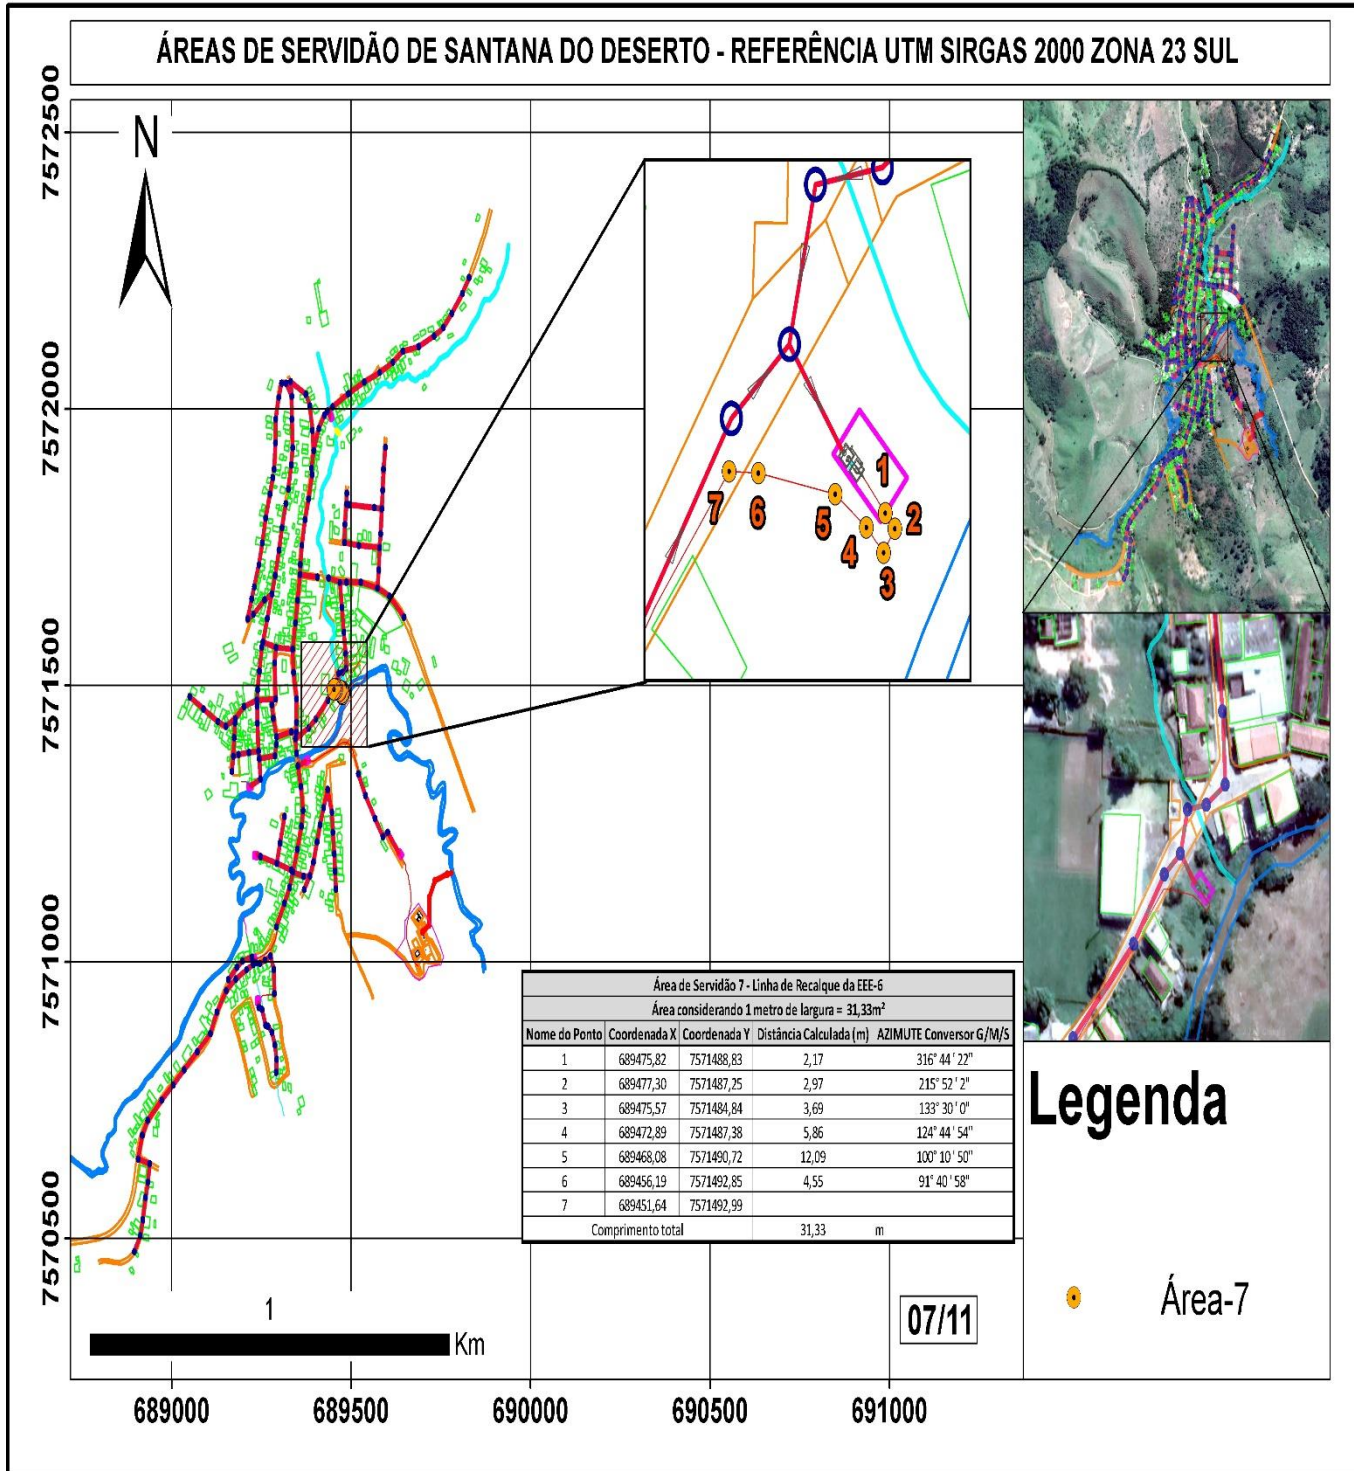 ÁREAS DE SERVIDÃO DE SANTANA DO DESERTO - REFERÊNCIA UTM SIRGAS 2000 ZONA 23 SUL
7572500
7572000
7571500
7571000
7570500
N
1
2
3
4
5
6
7
Área de Servidão 7 - Linha de Recalque da EEE-6
Área considerando 1 metro de largura = 31,33m²
Nome do Ponto Coordenada X Coordenada Y Distância Calculada (m) AZIMUTE Conversor G/M/S
1 689475,82 7571488,83 2,17 316° 44 ' 22"
2 689477,30 7571487,25 2,97 215° 52 ' 2"
3 689475,57 7571484,84 3,69 133° 30 ' 0"
4 689472,89 7571487,38 5,86 124° 44 ' 54"
5 689468,08 7571490,72 12,09 100° 10 ' 50"
6 689456,19 7571492,85 4,55 91° 40 ' 58"
7 689451,64 7571492,99
Comprimento total 31,33 m
Legenda
Área-7
07/11
1
Km
689000 689500 690000 690500 691000